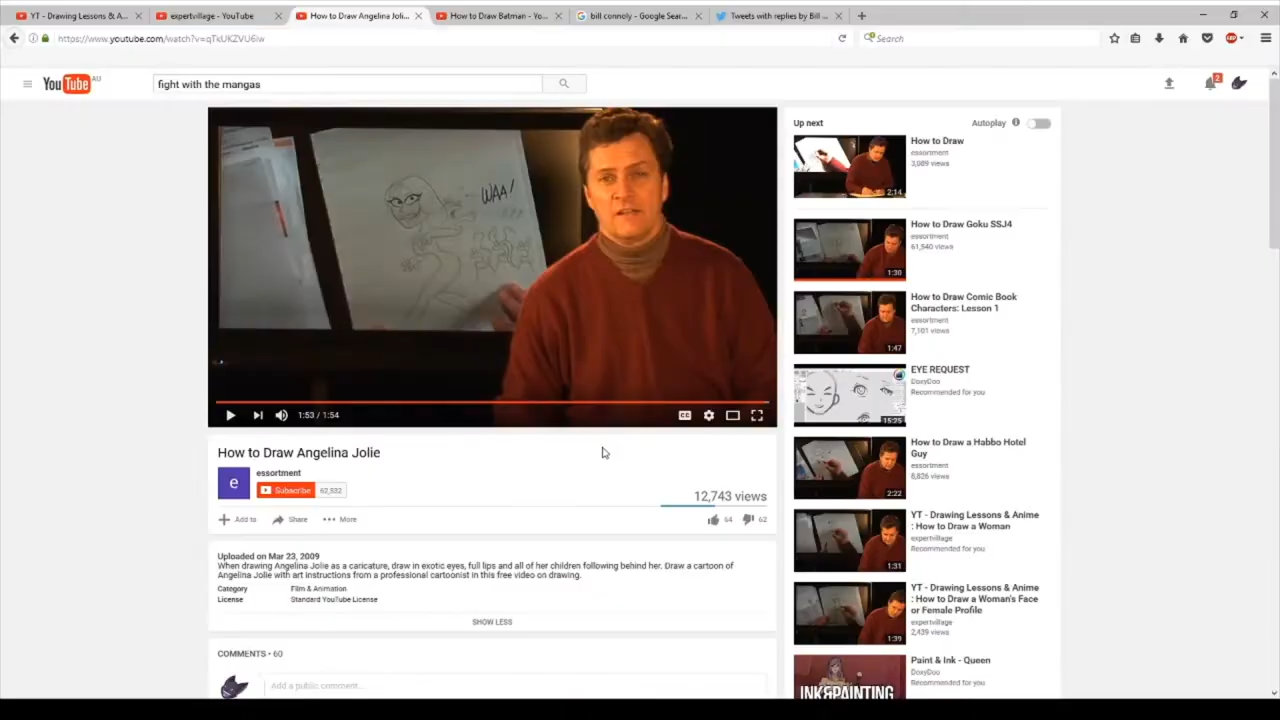 YT - Drawing Lessons & A...
expertvillage - YouTube
How to Draw Angelina Jolie...
How to Draw Batman - Yo...
bill connoly - Google Sear...
Tweets with replies by Bill ...
https://www.youtube.com/watch?v=qTkUKZVU6iw
Search
YouTube AU
fight with the mangas
2
WAA!
1:53 / 1:54
CC
Up next
Autoplay
How to Draw
essortment
3,089 views
2:14
How to Draw Goku SSJ4
essortment
61,540 views
1:30
How to Draw Comic Book
Characters: Lesson 1
essortment
7,101 views
1:47
EYE REQUEST
DoxyDoo
Recommended for you
15:25
How to Draw a Habbo Hotel
Guy
essortment
8,826 views
2:22
YT - Drawing Lessons & Anime
: How to Draw a Woman
expertvillage
Recommended for you
1:31
YT - Drawing Lessons & Anime
: How to Draw a Woman's Face
or Female Profile
expertvillage
2,439 views
1:39
Paint & Ink - Queen
DoxyDoo
Recommended for you
INK&PAINTING
How to Draw Angelina Jolie
e
essortment
Subscribe 62,532
12,743 views
Add to
Share
More
64
62
Uploaded on Mar 23, 2009
When drawing Angelina Jolie as a caricature, draw in exotic eyes, full lips and all of her children following behind her. Draw a cartoon of
Angelina Jolie with art instructions from a professional cartoonist in this free video on drawing.
Category Film & Animation
License Standard YouTube License
SHOW LESS
COMMENTS • 60
Add a public comment...